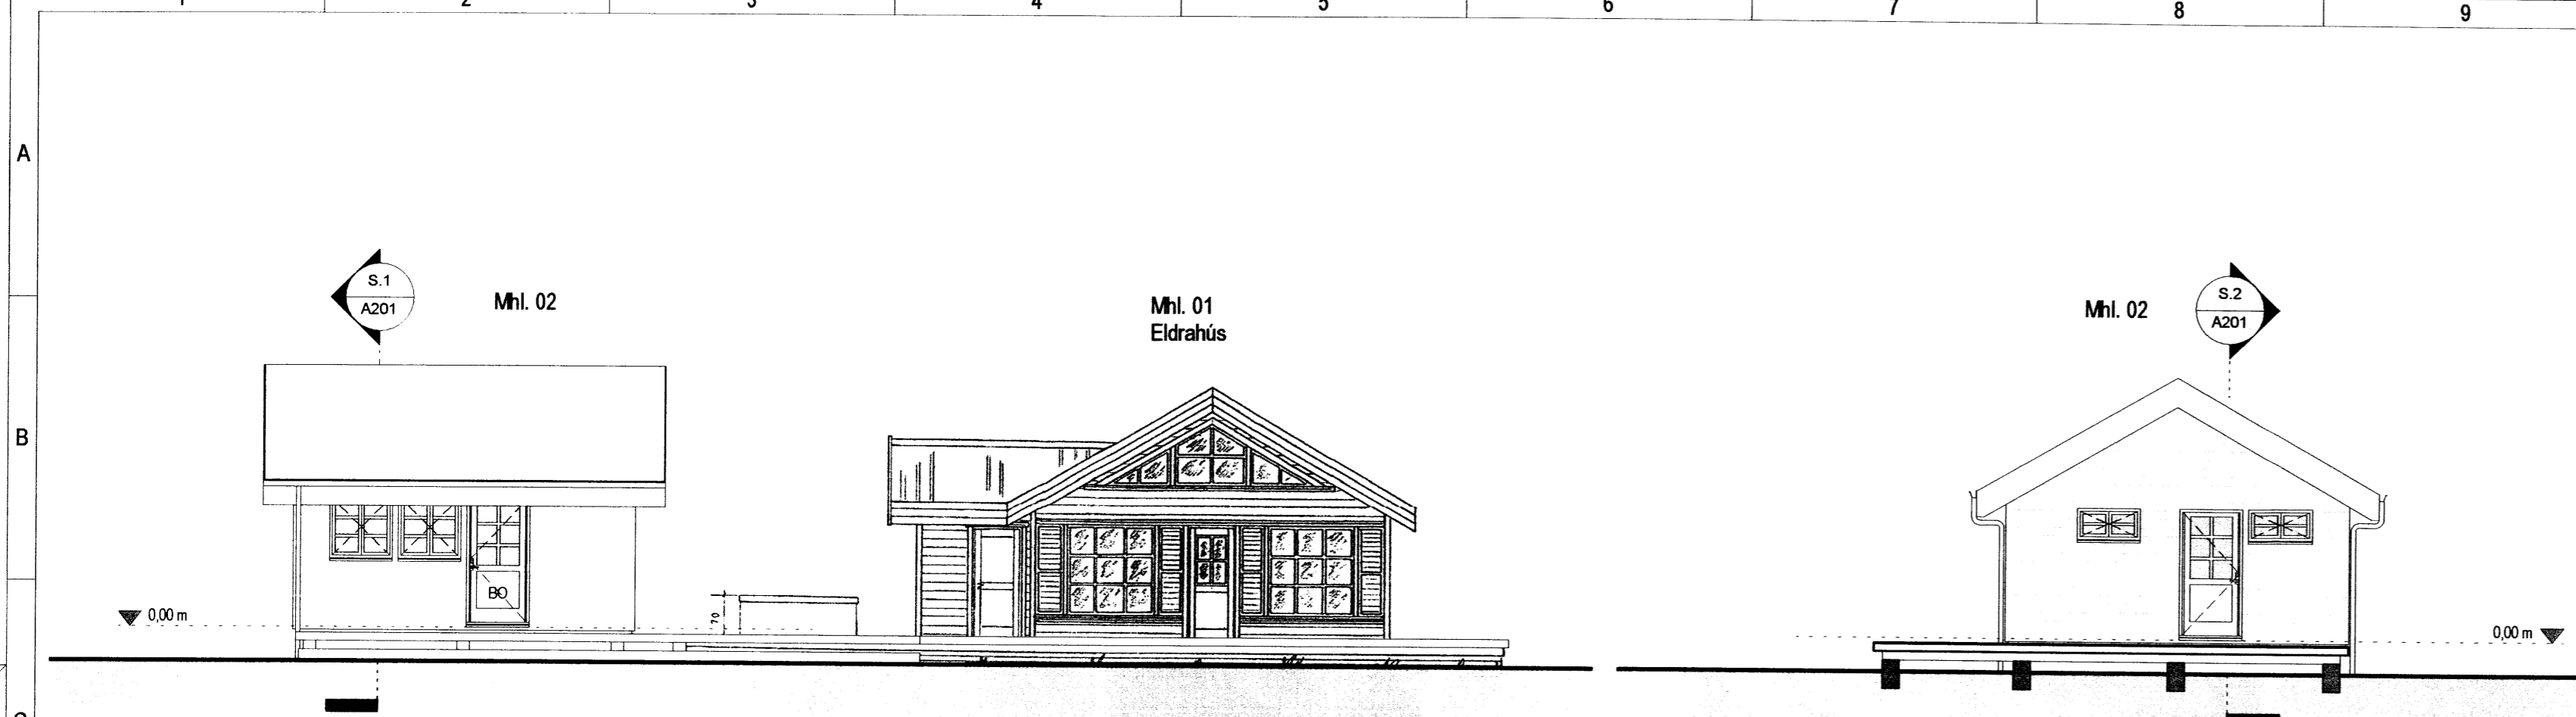 1 2 3 4 5 6 7 8 9
A
S.1
A201
Mhl. 02
Mhl. 01
Eldrahús
Mhl. 02
S.2
A201
B
BO
70
0,00 m
0,00 m
C